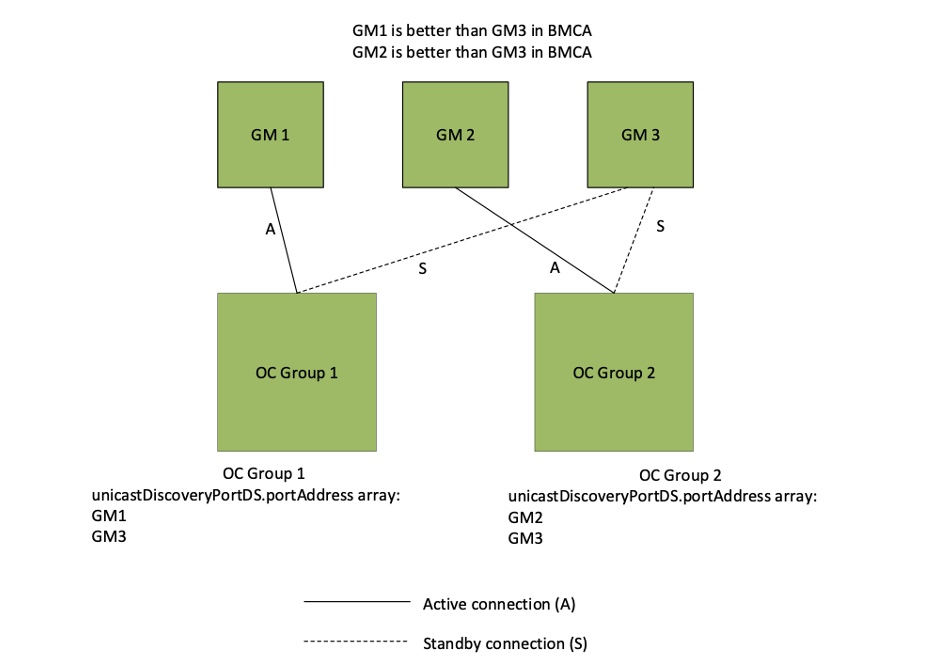 GM1 is better than GM3 in BMCA
GM2 is better than GM3 in BMCA
GM 1
GM 2
GM 3
A
S
S
A
OC Group 1
OC Group 2
OC Group 1
unicastDiscoveryPortDS.portAddress array:
GM1
GM3
OC Group 2
unicastDiscoveryPortDS.portAddress array:
GM2
GM3
Active connection (A)
Standby connection (S)